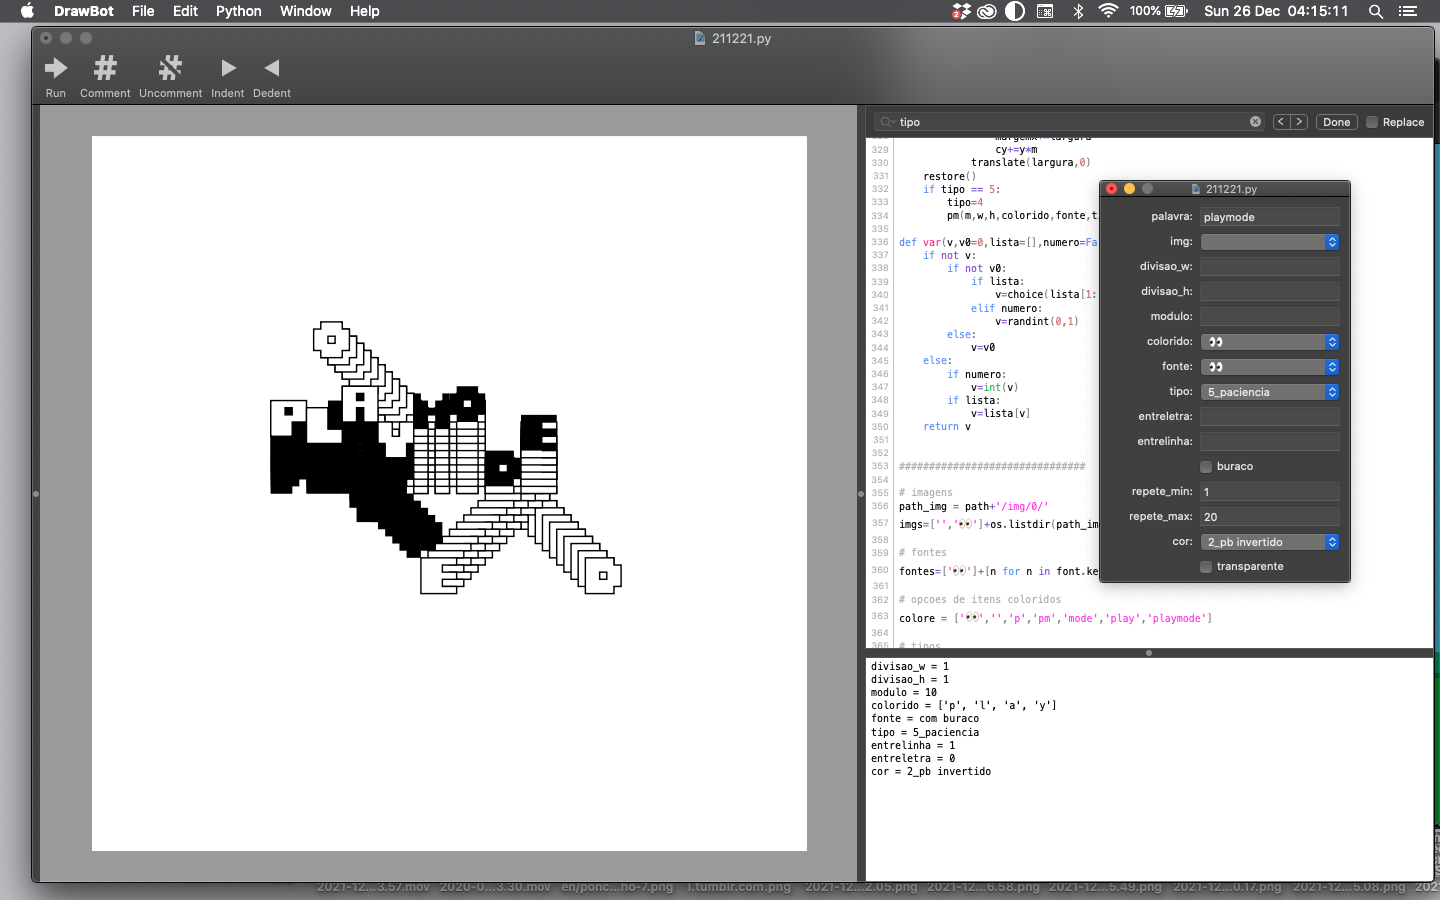 DrawBot File Edit Python Window Help 100% Sun 26 Dec 04:15:11
211221.py
Run Comment Uncomment Indent Dedent
tipo Done Replace
329 cy+=y*m
330 translate(largura,0)
331 restore()
332 if tipo == 5:
333 tipo=4
334 pm(m,w,h,colorido,fonte,t
335
336 def var(v,v0=0,lista=[],numero=Fa
337 if not v:
338 if not v0:
339 if lista:
340 v=choice(lista[1:
341 elif numero:
342 v=randint(0,1)
343 else:
344 v=v0
345 else:
346 if numero:
347 v=int(v)
348 if lista:
349 v=lista[v]
350 return v
351
352
353 ###############################
354
355 # imagens
356 path_img = path+'/img/0/'
357 imgs=['','👀']+os.listdir(path_im
358
359 # fontes
360 fontes=['👀']+[n for n in font.ke
361
362 # opcoes de itens coloridos
363 colore = ['👀','','p','pm','mode','play','playmode']
364
365 # tipos
211221.py
palavra: playmode
img:
divisao_w:
divisao_h:
modulo:
colorido: 👀
fonte: 👀
tipo: 5_paciencia
entreletra:
entrelinha:
buraco
repete_min: 1
repete_max: 20
cor: 2_pb invertido
transparente
divisao_w = 1
divisao_h = 1
modulo = 10
colorido = ['p', 'l', 'a', 'y']
fonte = com buraco
tipo = 5_paciencia
entrelinha = 1
entreletra = 0
cor = 2_pb invertido
PLAYMODE
2021-12...3.57.mov 2020-0...3.30.mov en/ponc...no-7.png l.tumblr.com.png 2021-12...2.05.png 2021-12...6.58.png 2021-12...5.49.png 2021-12...0.17.png 2021-12...5.08.png